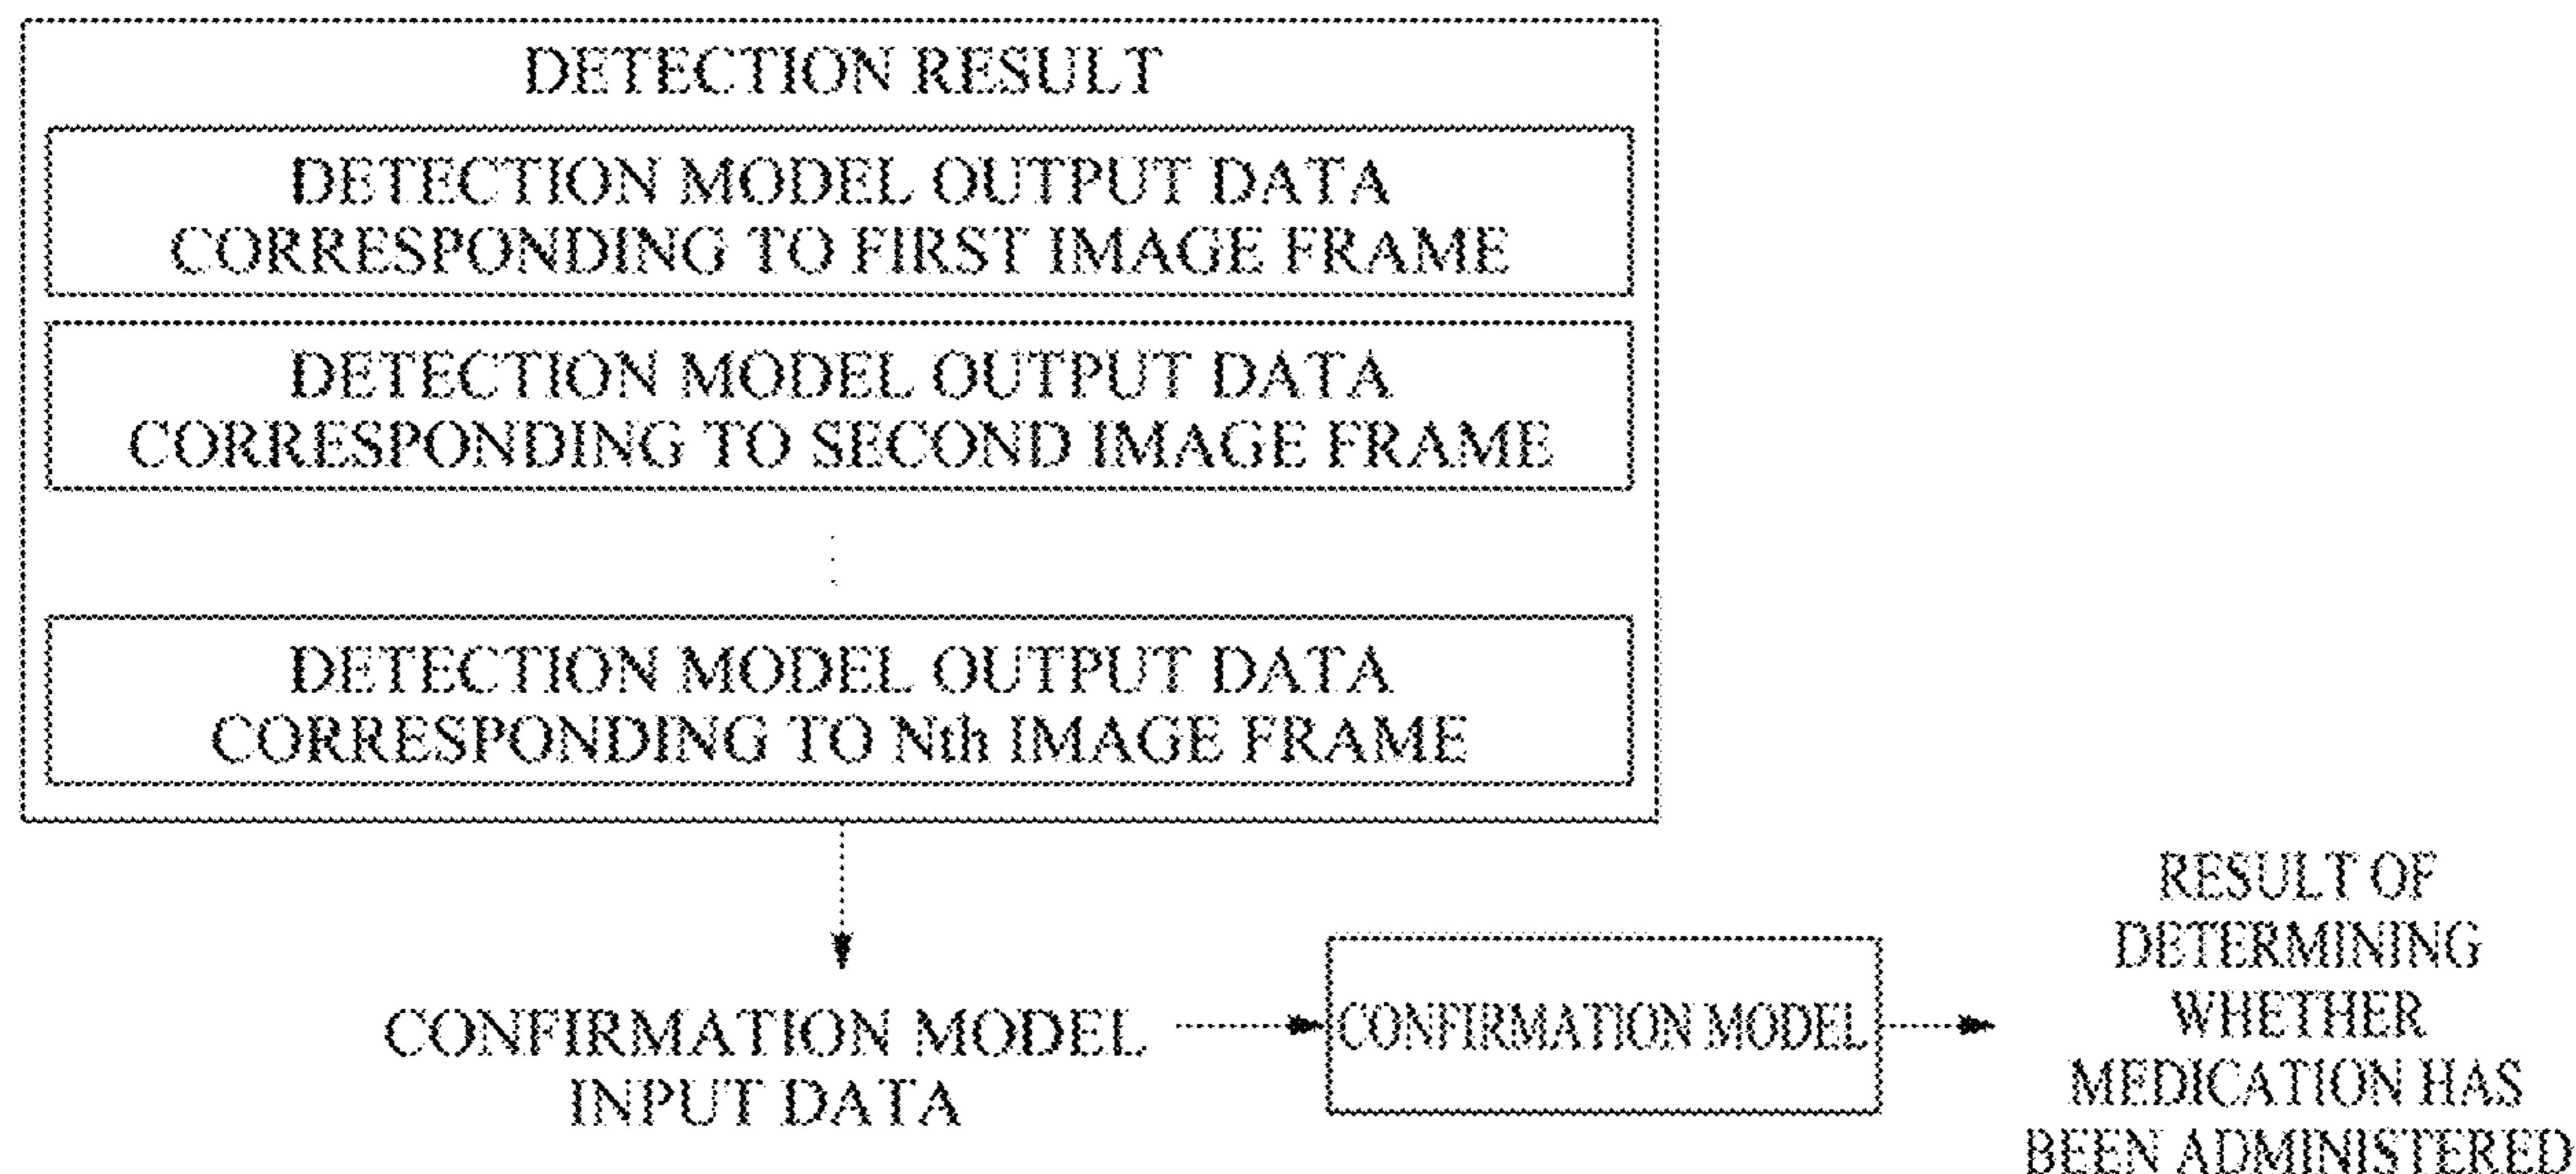 DETECTION RESULT
DETECTION MODEL OUTPUT DATA
CORRESPONDING TO FIRST IMAGE FRAME
DETECTION MODEL OUTPUT DATA
CORRESPONDING TO SECOND IMAGE FRAME
DETECTION MODEL OUTPUT DATA
CORRESPONDING TO Nth IMAGE FRAME
CONFIRMATION MODEL
INPUT DATA
CONFIRMATION MODEL
RESULT OF
DETERMINING
WHETHER
MEDICATION HAS
BEEN ADMINISTERED